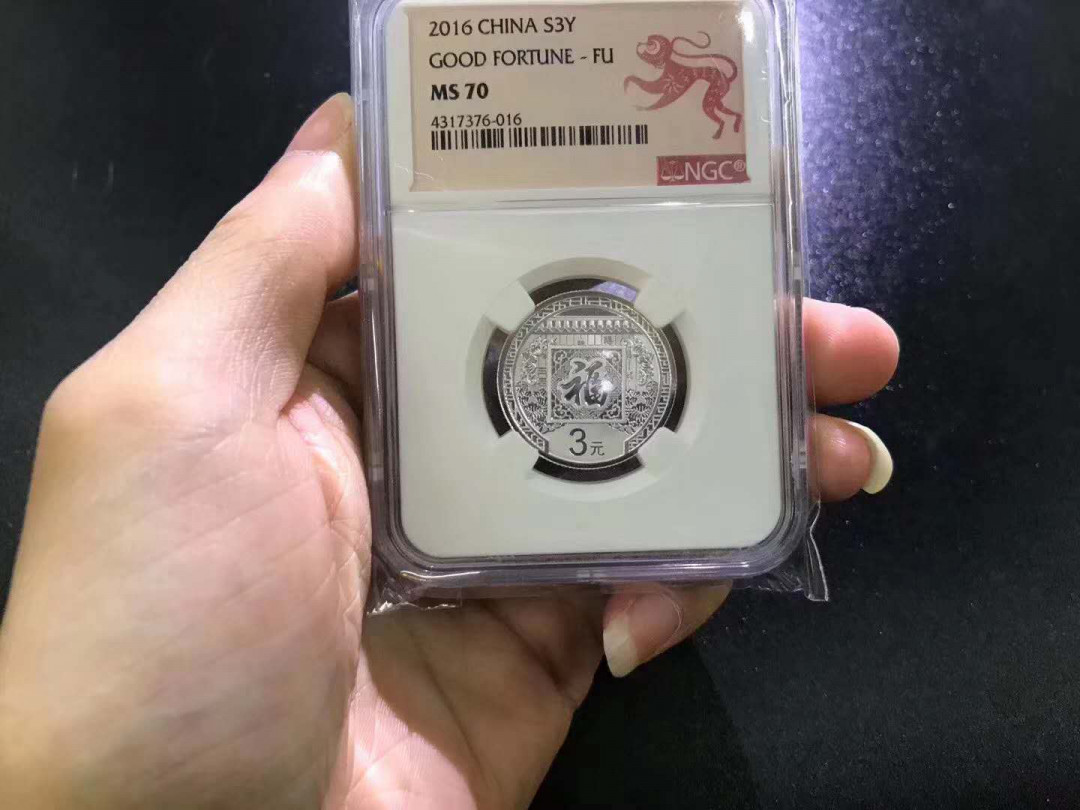 2016 CHINA S3Y
GOOD FORTUNE - FU
MS 70
4317376-016
NGC®
福
3元